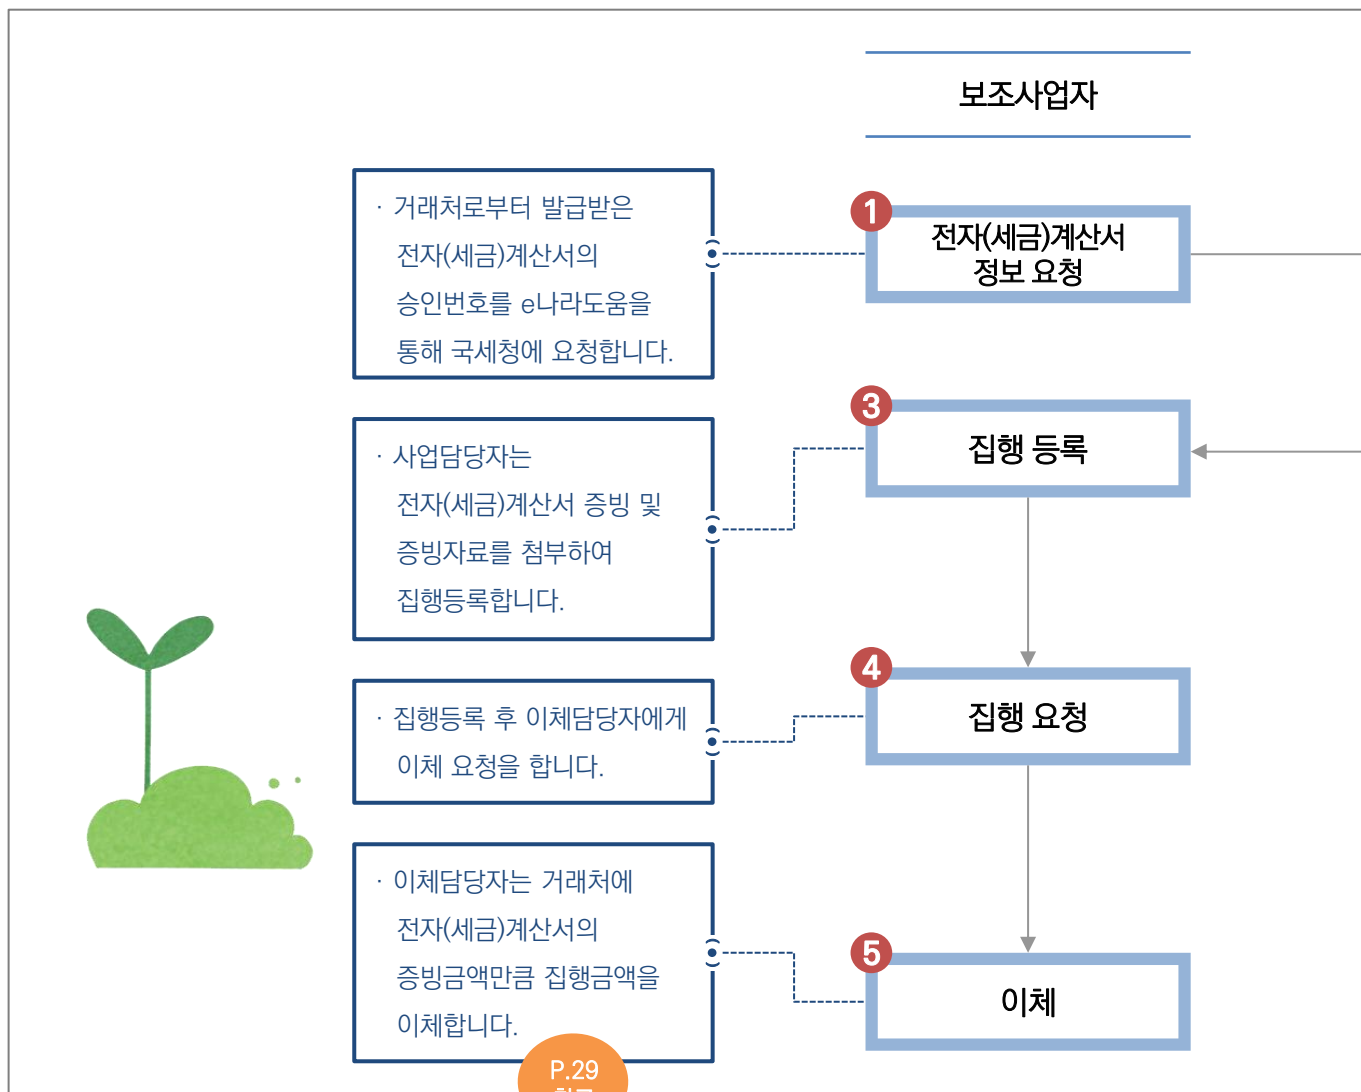 보조사업자
· 거래처로부터 발급받은
전자(세금)계산서의
승인번호를 e나라도움을
통해 국세청에 요청합니다.
1
전자(세금)계산서
정보 요청
· 사업담당자는
전자(세금)계산서 증빙 및
증빙자료를 첨부하여
집행등록합니다.
3
집행 등록
· 집행등록 후 이체담당자에게
이체 요청을 합니다.
4
집행 요청
· 이체담당자는 거래처에
전자(세금)계산서의
증빙금액만큼 집행금액을
이체합니다.
5
이체
P.29